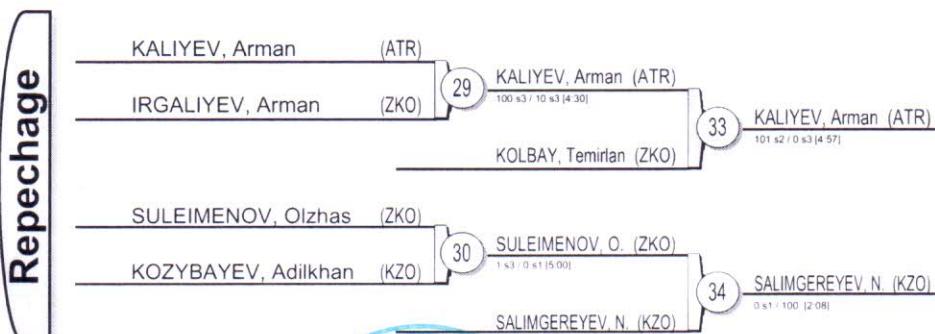 Repechage
KALIYEV, Arman (ATR)
IRGALIYEV, Arman (ZKO)
29
KALIYEV, Arman (ATR)
100 s3 / 10 s3 [4:30]
KOLBAY, Temirlan (ZKO)
33
KALIYEV, Arman (ATR)
101 s2 / 0 s3 [4:57]
SULEIMENOV, Olzhas (ZKO)
KOZYBAYEV, Adilkhan (KZO)
30
SULEIMENOV, O. (ZKO)
1 s3 / 0 s1 [5:00]
SALIMGEREYEV, N. (KZO)
34
SALIMGEREYEV, N. (KZO)
0 s1 / 100 [2:08]